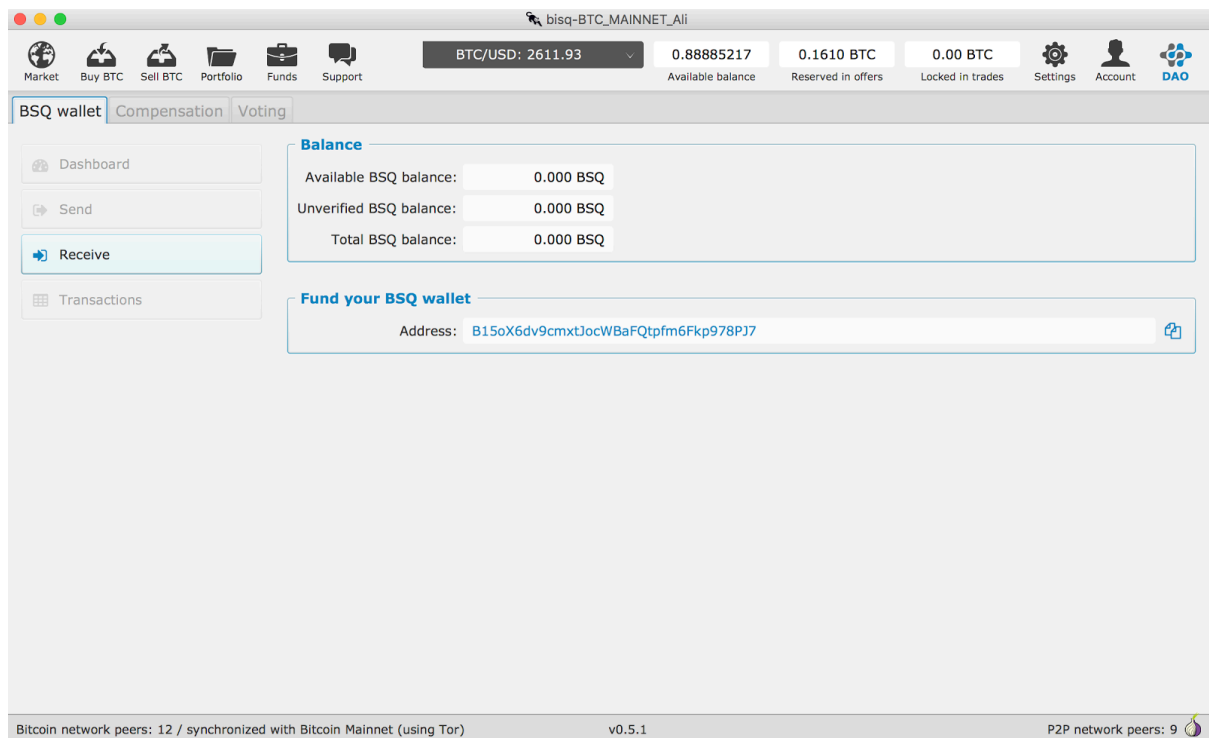 bisq-BTC_MAINNET_Ali
Market Buy BTC Sell BTC Portfolio Funds Support
BTC/USD: 2611.93
0.88885217 0.1610 BTC 0.00 BTC
Available balance Reserved in offers Locked in trades
Settings Account DAO
BSQ wallet Compensation Voting
Dashboard
Send
Receive
Transactions
Balance
Available BSQ balance: 0.000 BSQ
Unverified BSQ balance: 0.000 BSQ
Total BSQ balance: 0.000 BSQ
Fund your BSQ wallet
Address: B15oX6dv9cmxtJocWBaFQtpfm6Fkp978PJ7
Bitcoin network peers: 12 / synchronized with Bitcoin Mainnet (using Tor) v0.5.1 P2P network peers: 9